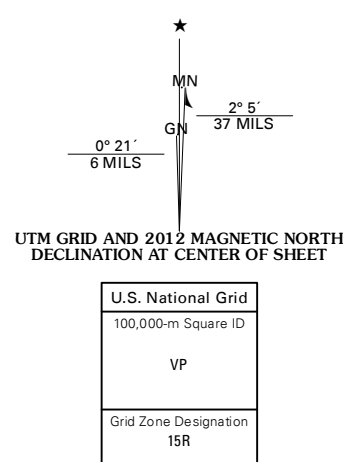 ★
MN
GN
2° 5´
37 MILS
0° 21´
6 MILS
UTM GRID AND 2012 MAGNETIC NORTH
DECLINATION AT CENTER OF SHEET
U.S. National Grid
100,000-m Square ID
VP
Grid Zone Designation
15R